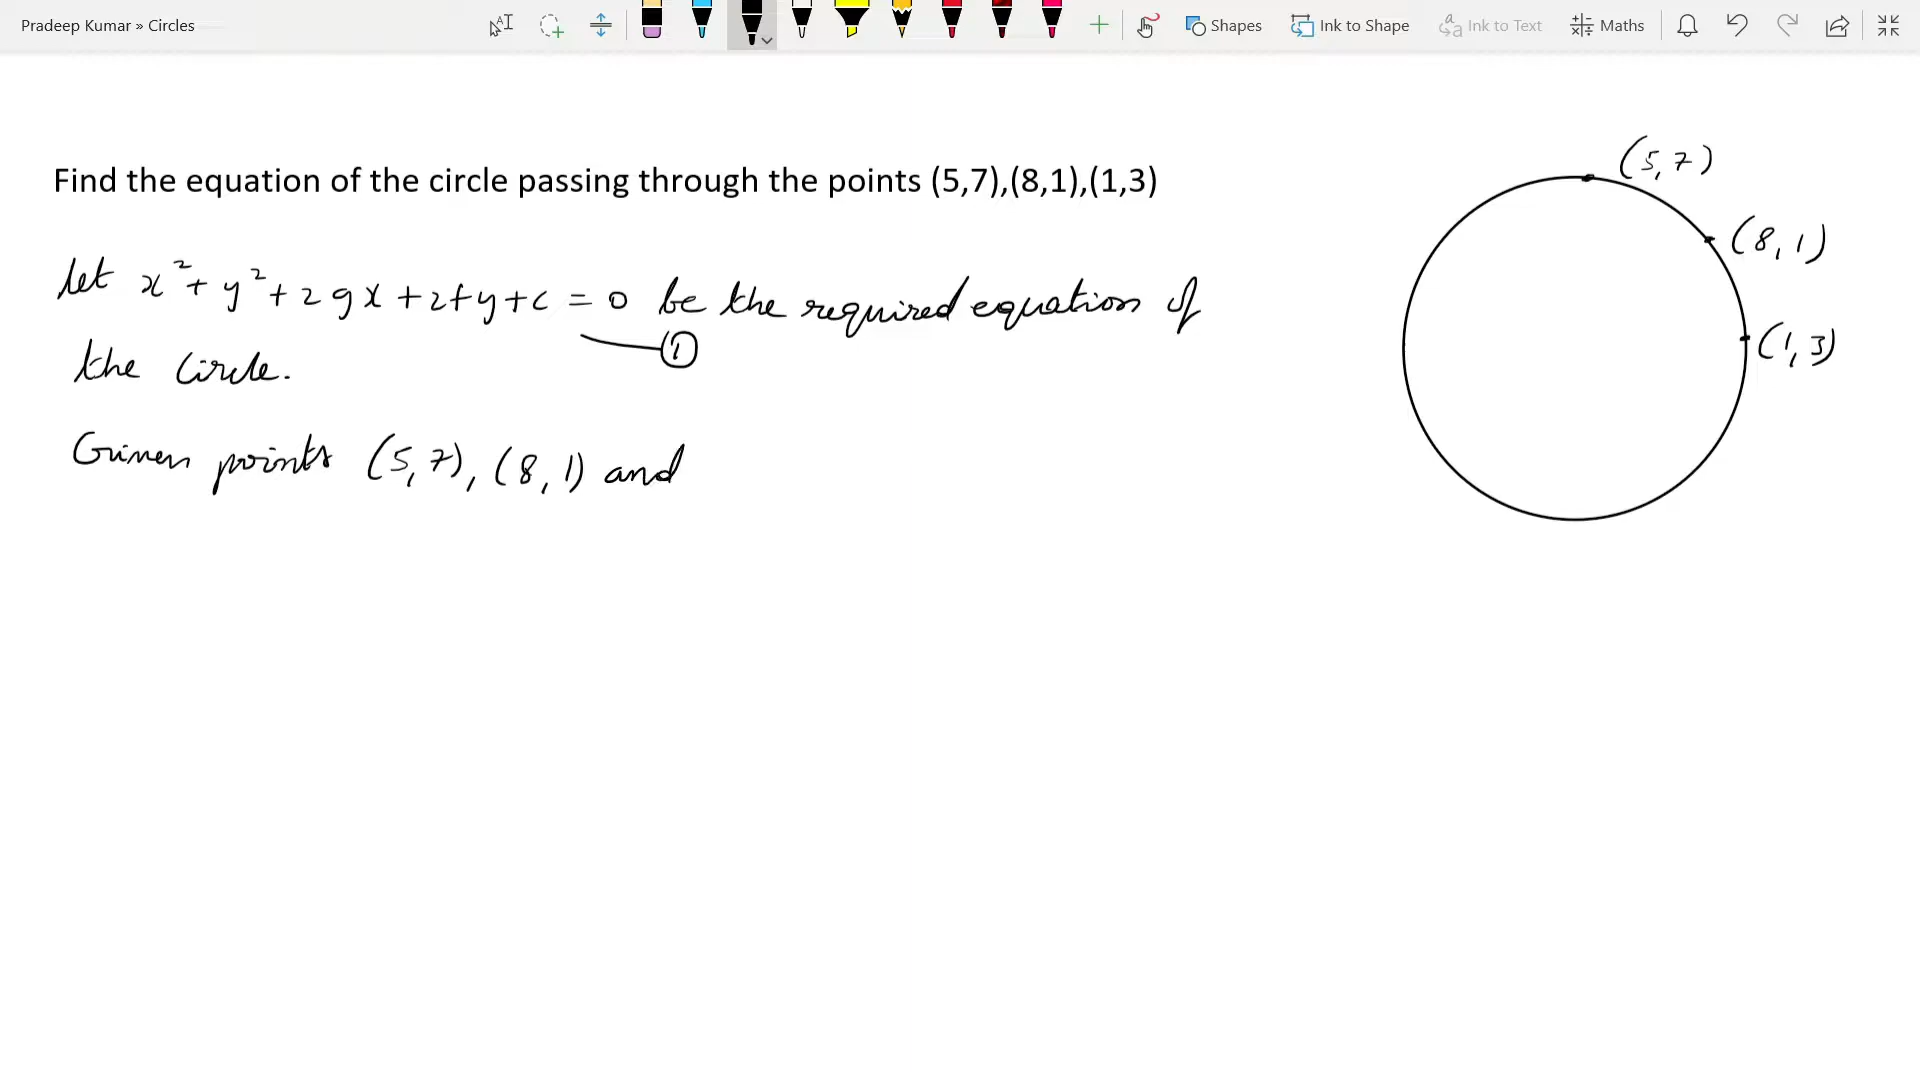 Pradeep Kumar » Circles
Shapes
Ink to Shape
Ink to Text
Maths
Find the equation of the circle passing through the points (5,7),(8,1),(1,3)
let x²+y²+2gx+2fy+c = 0 be the required equation of
①
the circle.
Given points (5,7), (8,1) and
(5,7)
(8,1)
(1,3)